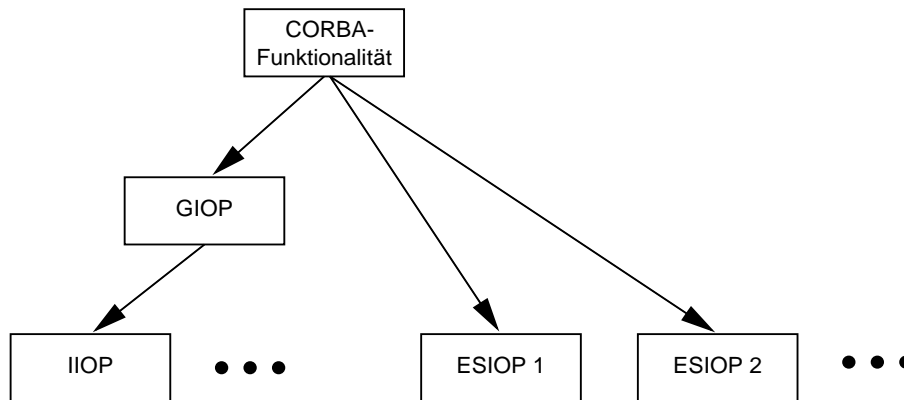 CORBA-
Funktionalität
GIOP
IIOP
ESIOP 1
ESIOP 2